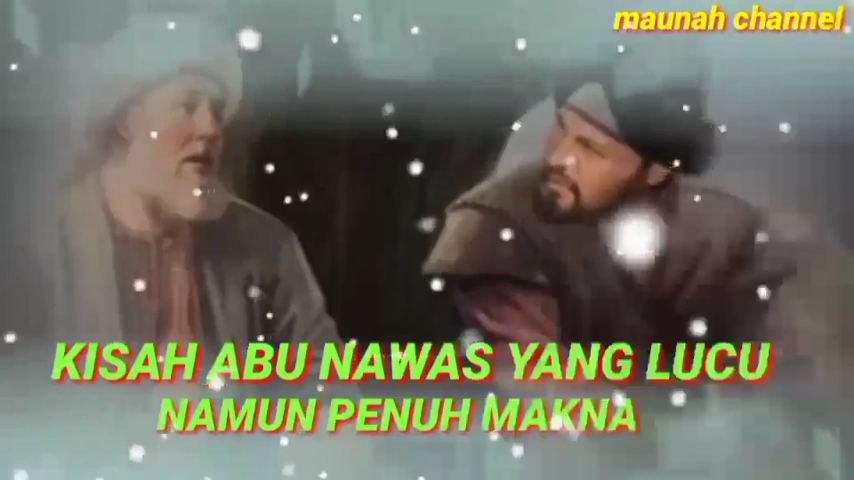 maunah channel
KISAH ABU NAWAS YANG LUCU
NAMUN PENUH MAKNA